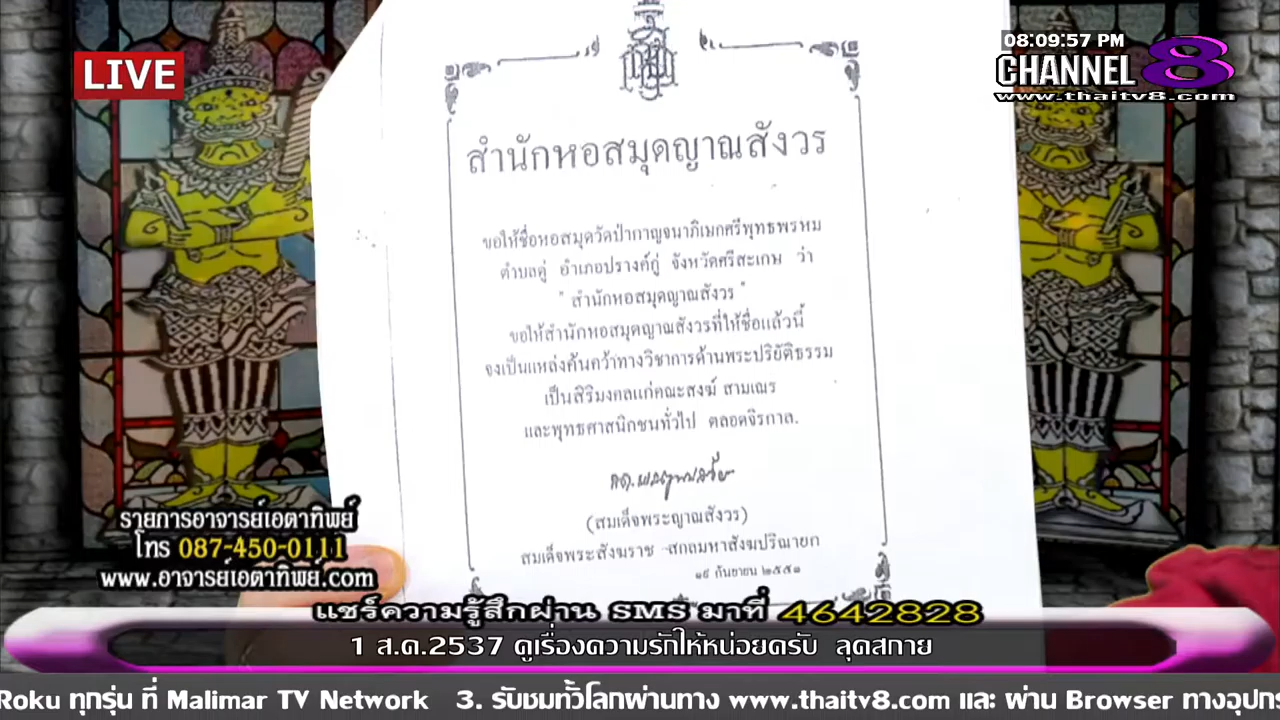 LIVE
08:09:57 PM
CHANNEL 8
www.thaitv8.com
สำนักหอสมุดญาณสังวร
ขอให้ชื่อหอสมุดวัดป่ากาญจนาภิเษกศรีพุทธพรหม
ตำบลตู่ อำเภอปรางค์กู่ จังหวัดศรีสะเกษ ว่า
" สำนักหอสมุดญาณสังวร "
ขอให้สำนักหอสมุดญาณสังวรที่ให้ชื่อแล้วนี้
จงเป็นแหล่งค้นคว้าทางวิชาการด้านพระปริยัติธรรม
เป็นสิริมงคลแก่คณะสงฆ์ สามเณร
และพุทธศาสนิกชนทั่วไป ตลอดจิรกาล.
(สมเด็จพระญาณสังวร)
สมเด็จพระสังฆราช สกลมหาสังฆปริณายก
๑๙ กันยายน ๒๕๕๑
รายการอาจารย์เอตาทิพย์
โทร 087-450-0111
www.อาจารย์เอตาทิพย์.com
แชร์ความรู้สึกผ่าน SMS มาที่ 4642828
1 ส.ค.2537 ดูเรื่องความรักให้หน่อยครับ ลุดสกาย
Roku ทุกรุ่น ที่ Malimar TV Network 3. รับชมทั่วโลกผ่านทาง www.thaitv8.com และ ผ่าน Browser ทางอุปกร